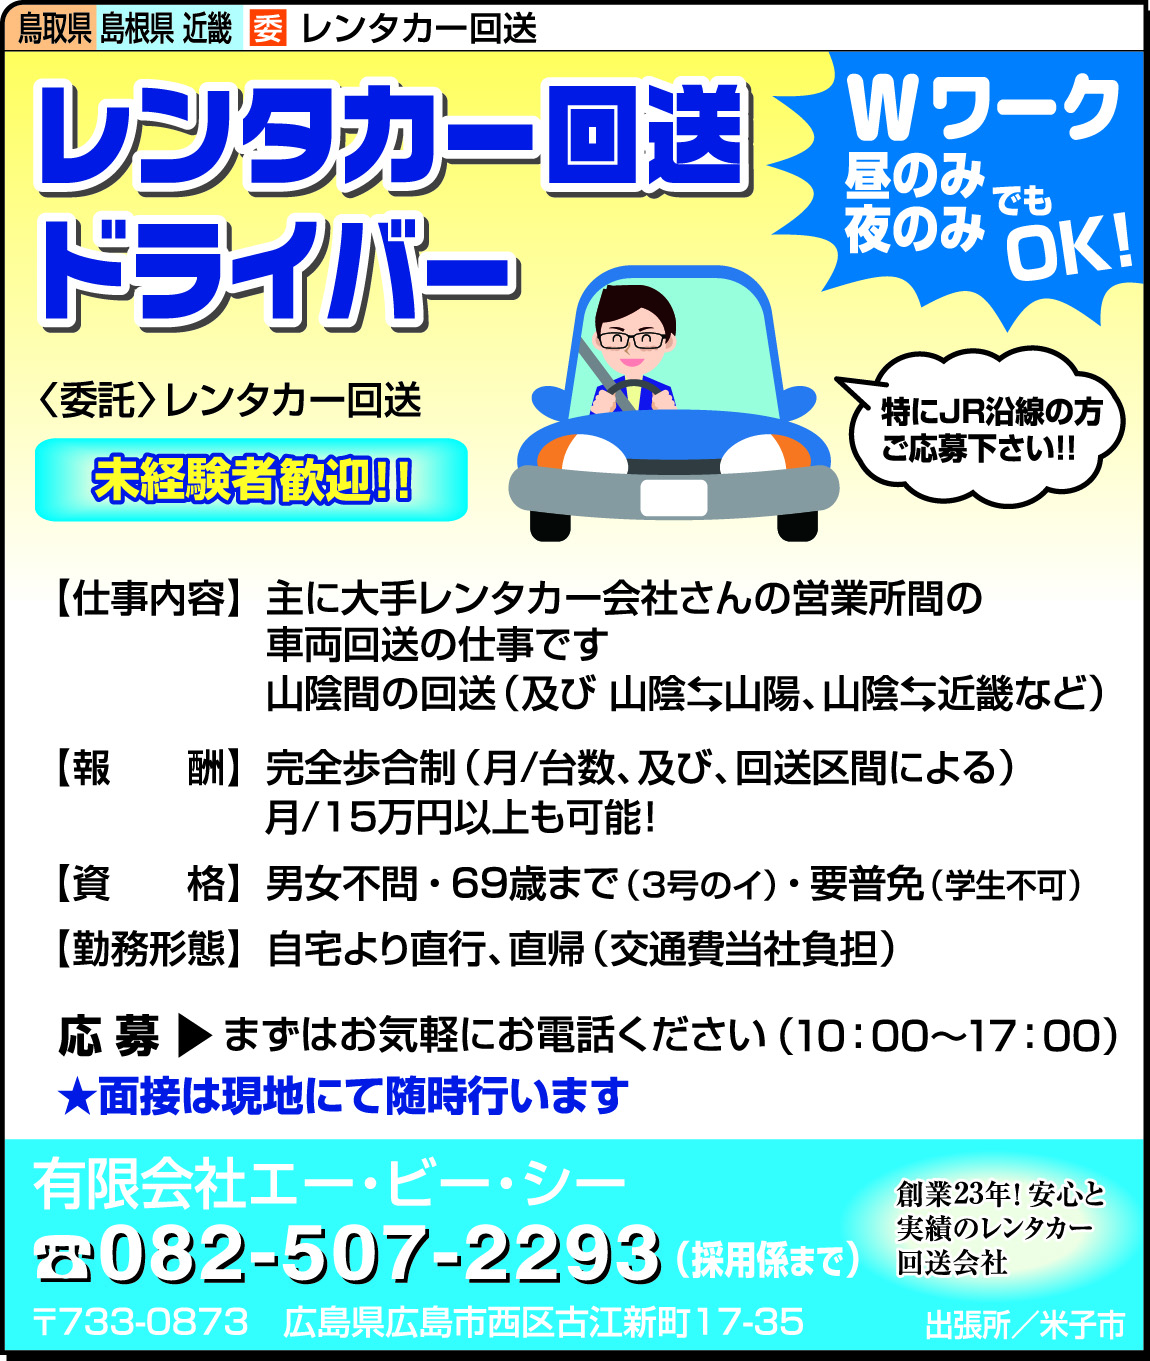 鳥取県 島根県 近畿 委 レンタカー回送
レンタカー回送
ドライバー
Wワーク
昼のみ
夜のみ
でも
OK!
〈委託〉レンタカー回送
未経験者歓迎!!
特にJR沿線の方
ご応募下さい!!
【仕事内容】主に大手レンタカー会社さんの営業所間の
車両回送の仕事です
山陰間の回送(及び 山陰⇆山陽、山陰⇆近畿など)
【報　　酬】完全歩合制(月/台数、及び、回送区間による)
月/15万円以上も可能!
【資　　格】男女不問・69歳まで(3号のイ)・要普免(学生不可)
【勤務形態】自宅より直行、直帰(交通費当社負担)
応募▶まずはお気軽にお電話ください(10:00〜17:00)
★面接は現地にて随時行います
有限会社エー・ビー・シー
☎082-507-2293(採用係まで)
〒733-0873　広島県広島市西区古江新町17-35
創業23年! 安心と
実績のレンタカー
回送会社
出張所／米子市